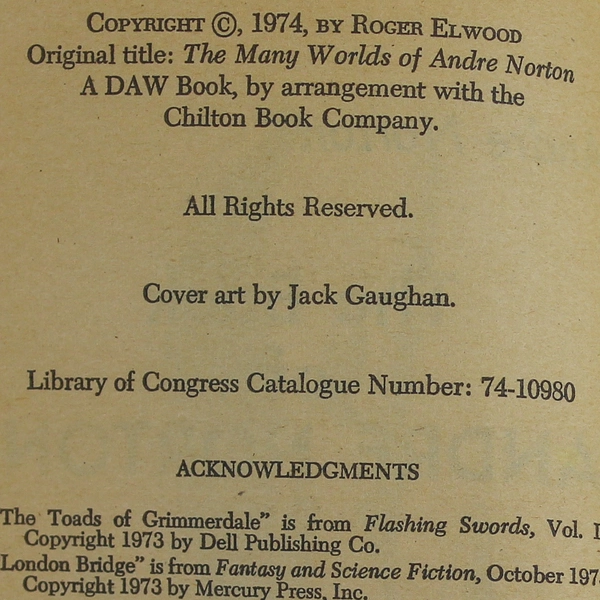 COPYRIGHT ©, 1974, BY ROGER ELWOOD
Original title: The Many Worlds of Andre Norton
A DAW Book, by arrangement with the
Chilton Book Company.
All Rights Reserved.
Cover art by Jack Gaughan.
Library of Congress Catalogue Number: 74-10980
ACKNOWLEDGMENTS
The Toads of Grimmerdale” is from Flashing Swords, Vol.
Copyright 1973 by Dell Publishing Co.
London Bridge” is from Fantasy and Science Fiction, October
Copyright 1973 by Mercury Press, Inc.